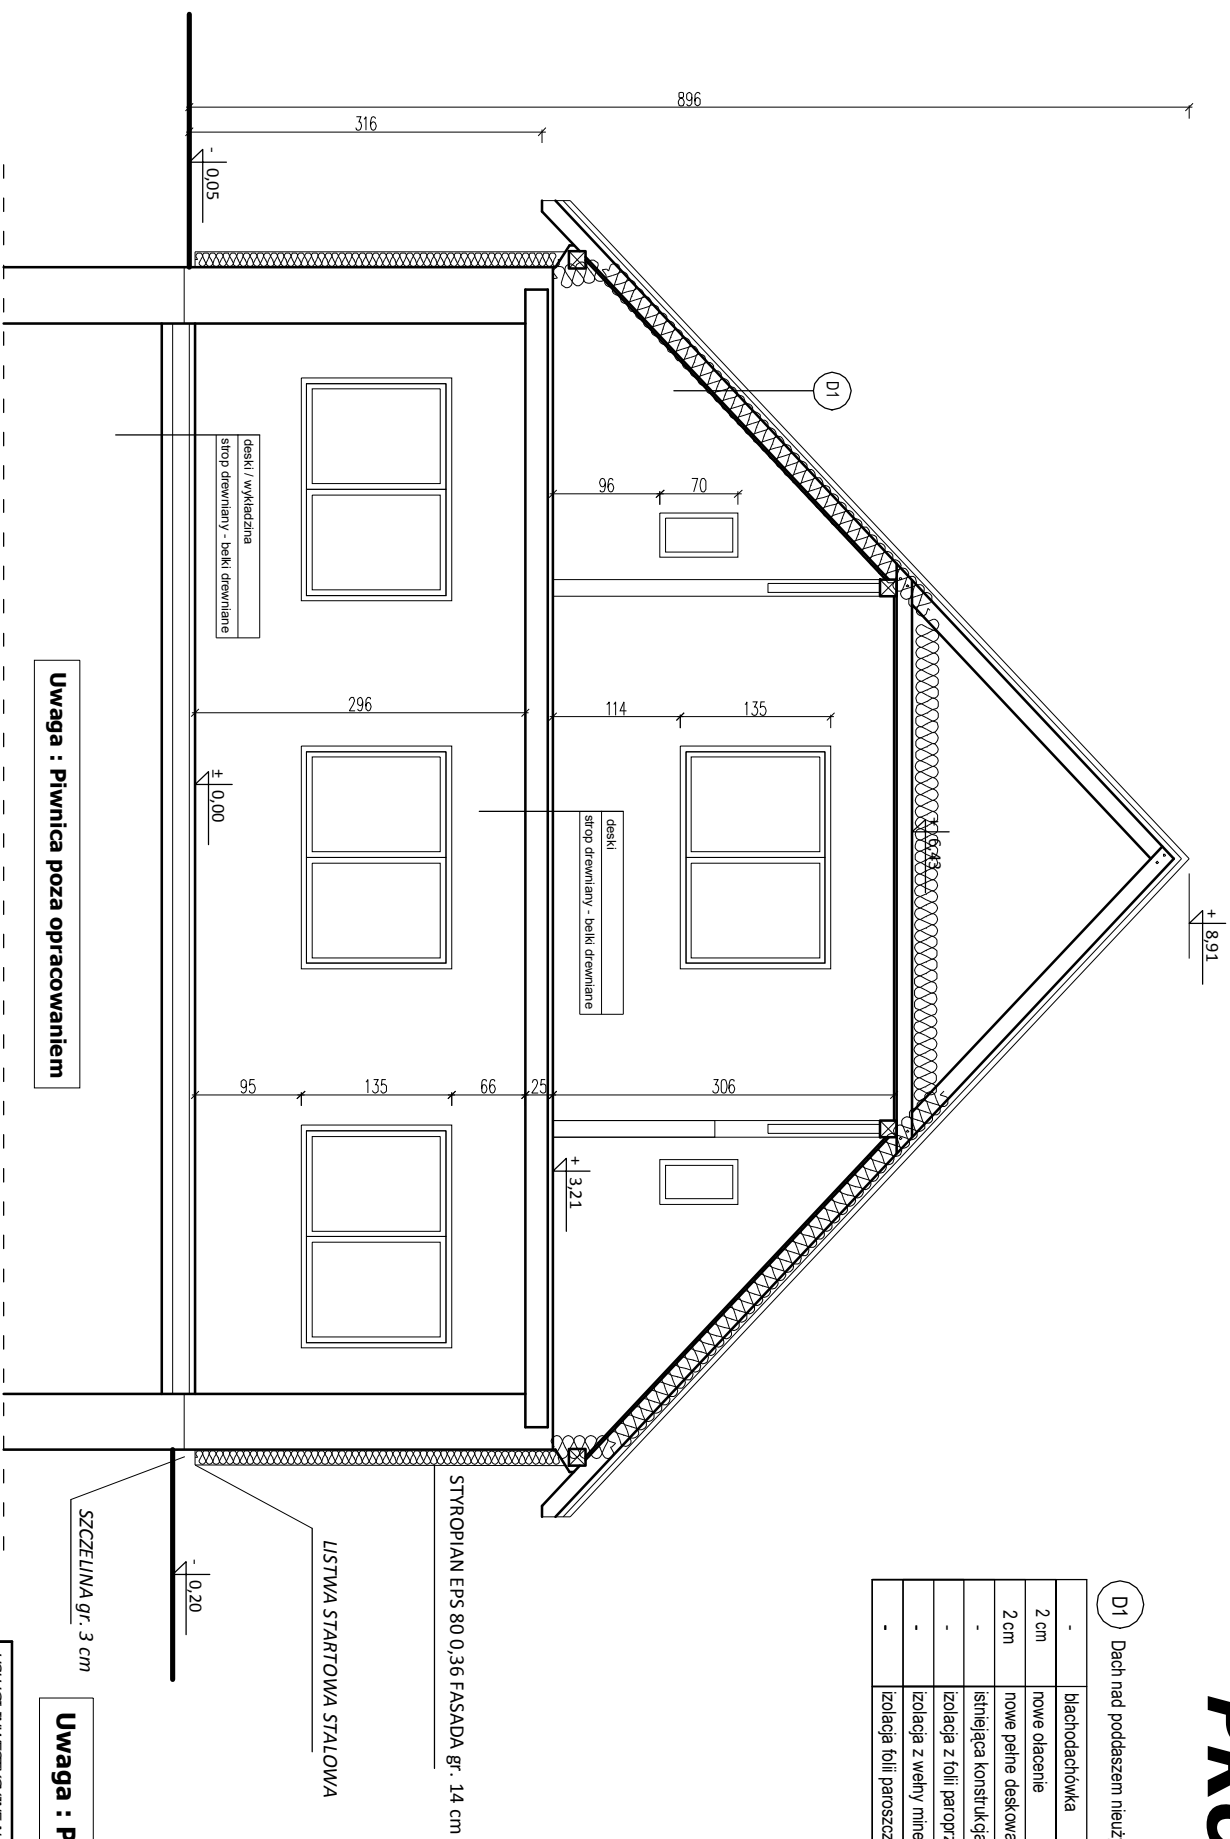 PRO
D1 Dach nad poddaszem nieuż
- blachodachówka
2 cm nowe ołacenie
2 cm nowe pełne deskowa
- istniejąca konstrukcja
- izolacja z folii paroprz
- izolacja z wełny mine
- izolacja folii paroszcz
+ 8,91
896
316
- 0,05
D1
96
70
+ 6,43
114
135
deski
strop drewniany - belki drewniane
306
+ 3,21
25
66
135
95
296
± 0,00
deski / wykładzina
strop drewniany - belki drewniane
STYROPIAN EPS 80 0,36 FASADA gr. 14 cm
LISTWA STARTOWA STALOWA
- 0,20
SZCZELINA gr. 3 cm
Uwaga : Piwnica poza opracowaniem
Uwaga : P